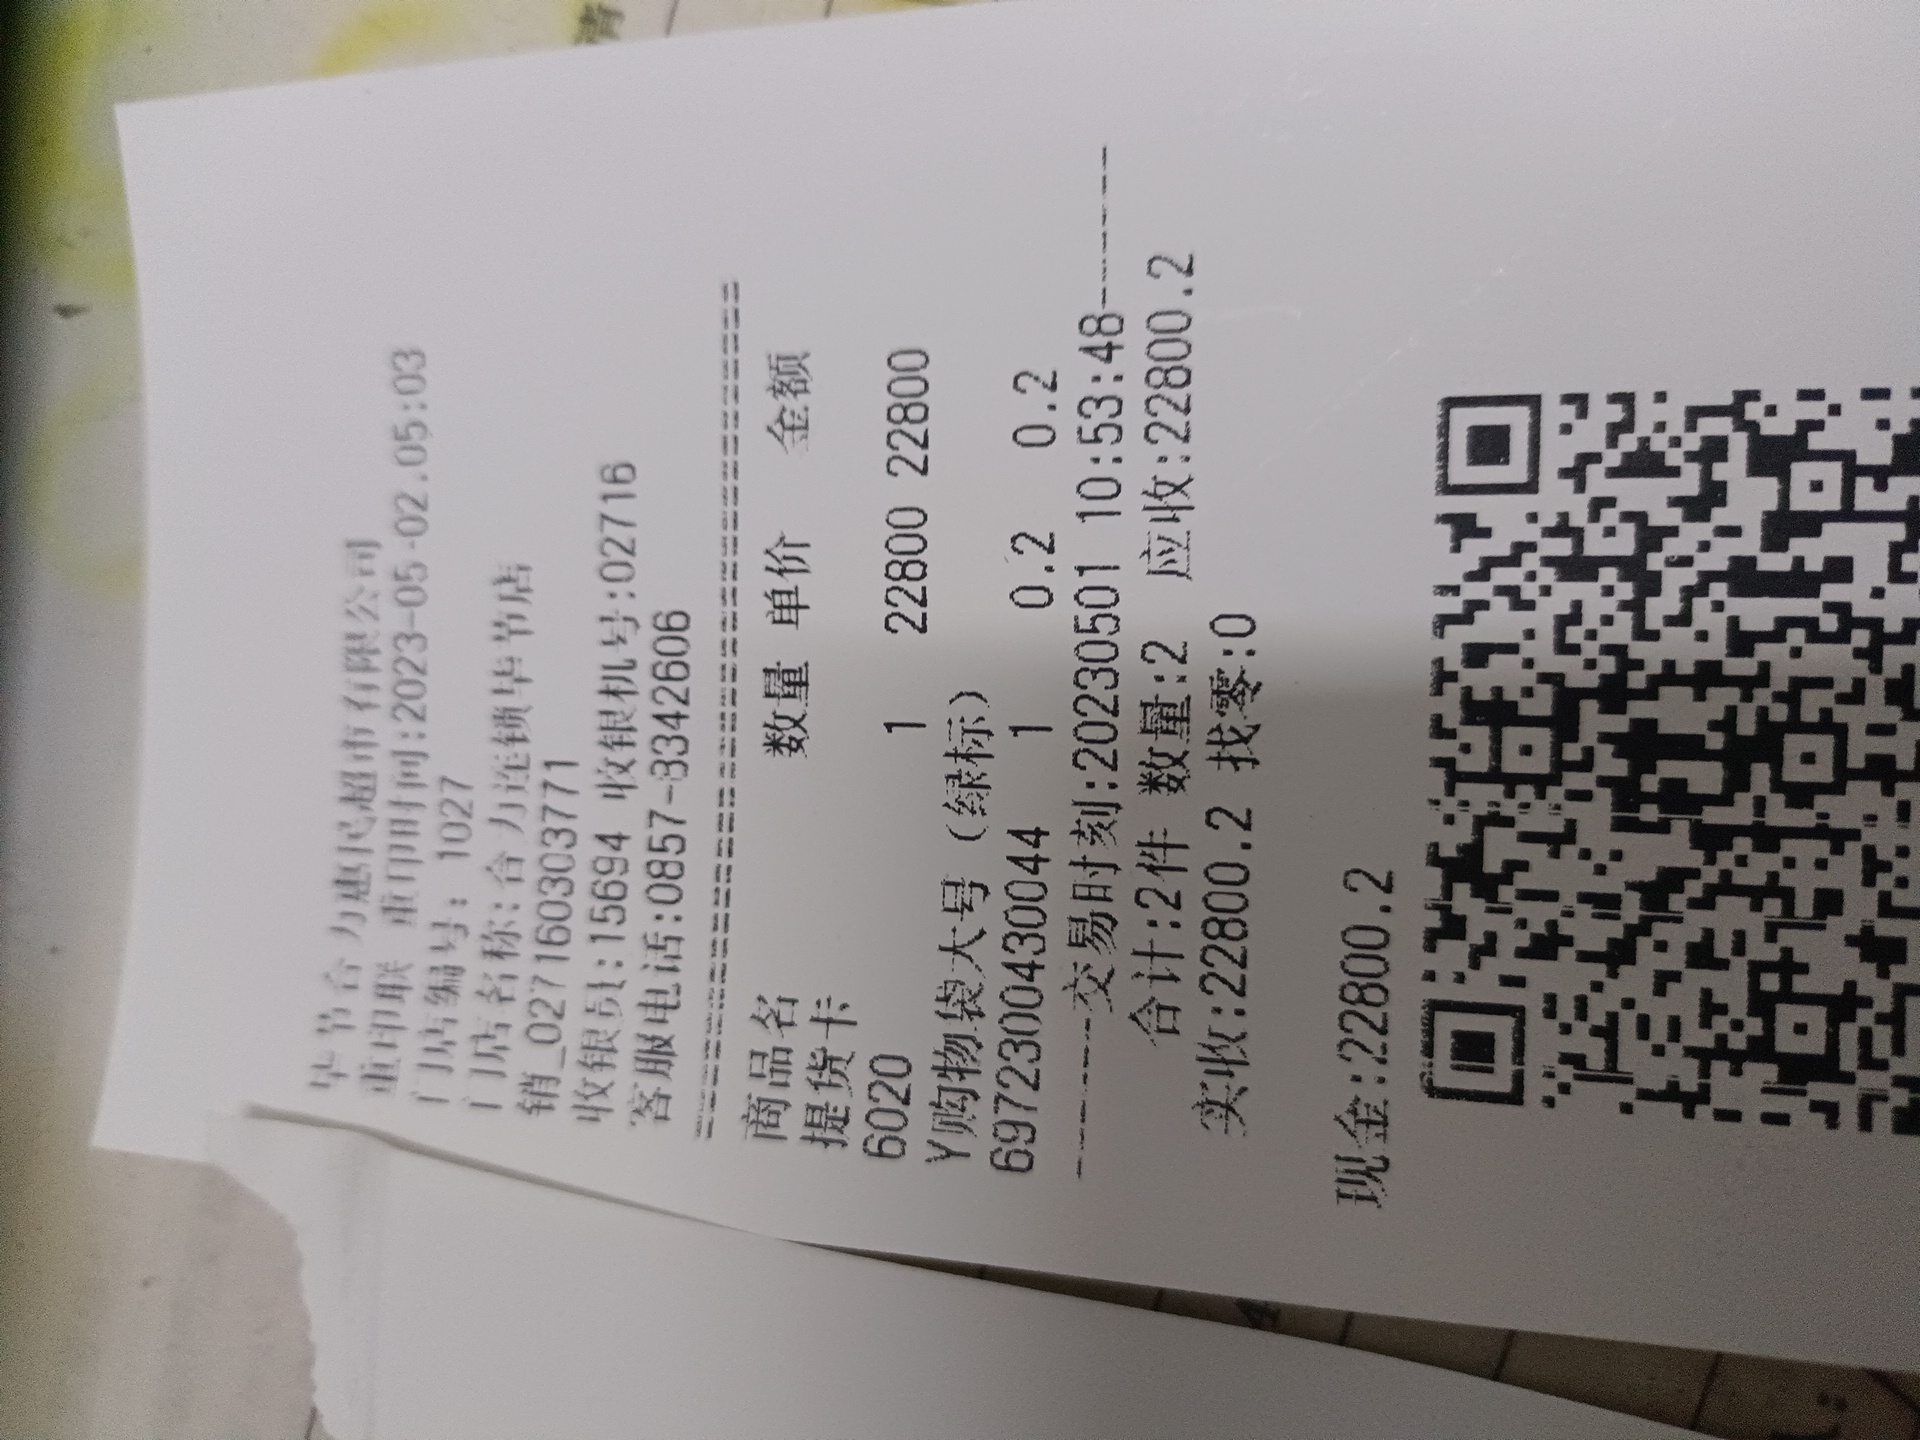 毕节合力惠民超市有限公司
重印联 重印时间:2023-05-02.05:03
门店编号: 1027
门店名称:合力连锁毕节店
销_027160303771
收银员:15694 收银机号:02716
客服电话:0857-8342606
商品名 数量 单价 金额
提货卡
6020 1 22800 22800
Y购物袋大号（绿标）
6972300430044 1 0.2 0.2
-----交易时刻:20230501 10:53:48-----
合计:2件 数量:2 应收:22800.2
实收:22800.2 找零:0
现金:22800.2